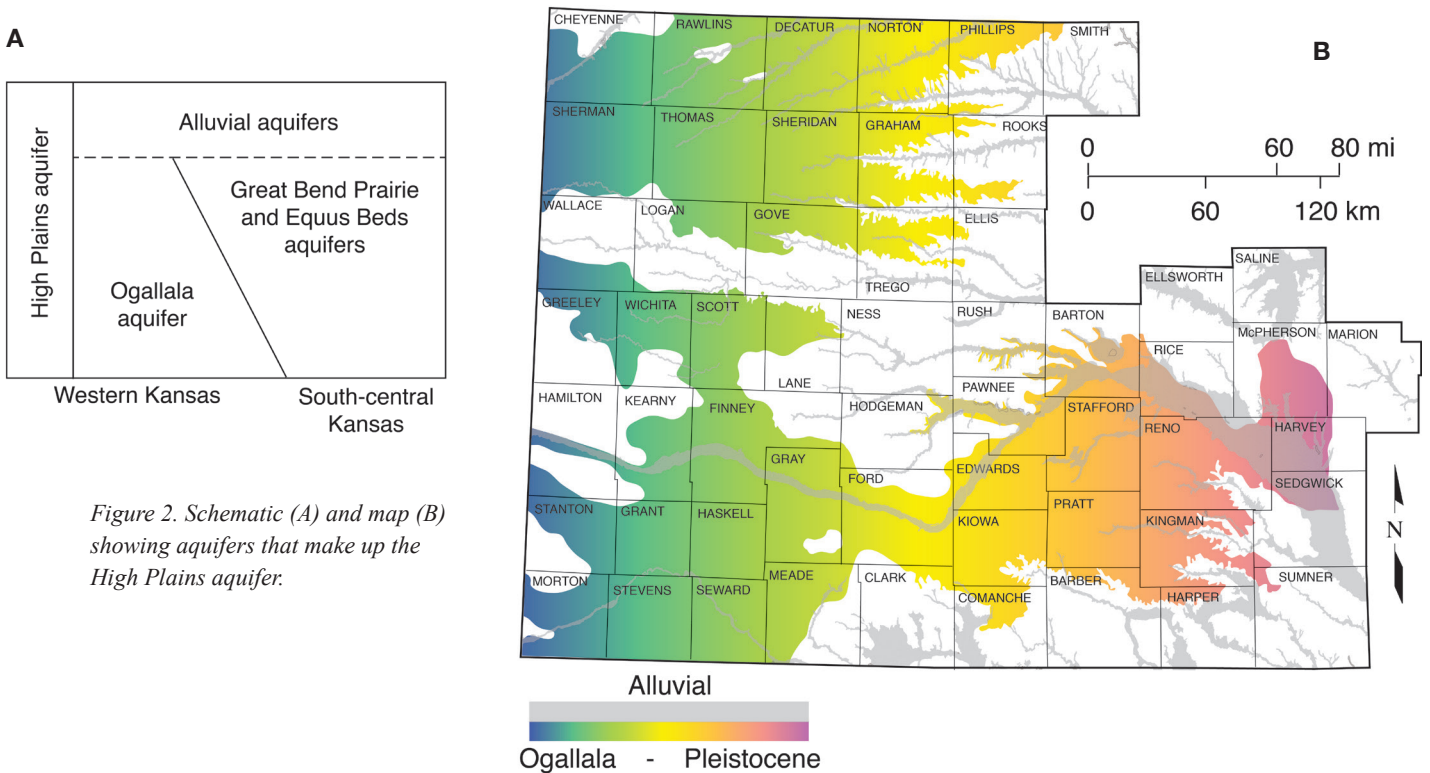 A
High Plains aquifer
Alluvial aquifers
Great Bend Prairie
and Equus Beds
aquifers
Ogallala
aquifer
Western Kansas
South-central
Kansas
Figure 2. Schematic (A) and map (B)
showing aquifers that make up the
High Plains aquifer.
B
CHEYENNE
RAWLINS
DECATUR
NORTON
PHILLIPS
SMITH
SHERMAN
THOMAS
SHERIDAN
GRAHAM
ROOKS
0 60 80 mi
0 60 120 km
WALLACE
LOGAN
GOVE
TREGO
ELLIS
GREELEY
WICHITA
SCOTT
LANE
NESS
RUSH
BARTON
ELLSWORTH
SALINE
RICE
McPHERSON
MARION
HAMILTON
KEARNY
FINNEY
HODGEMAN
PAWNEE
STAFFORD
RENO
HARVEY
GRAY
FORD
EDWARDS
SEDGWICK
STANTON
GRANT
HASKELL
KIOWA
PRATT
KINGMAN
MORTON
STEVENS
SEWARD
MEADE
CLARK
COMANCHE
BARBER
HARPER
SUMNER
N
Alluvial
Ogallala - Pleistocene